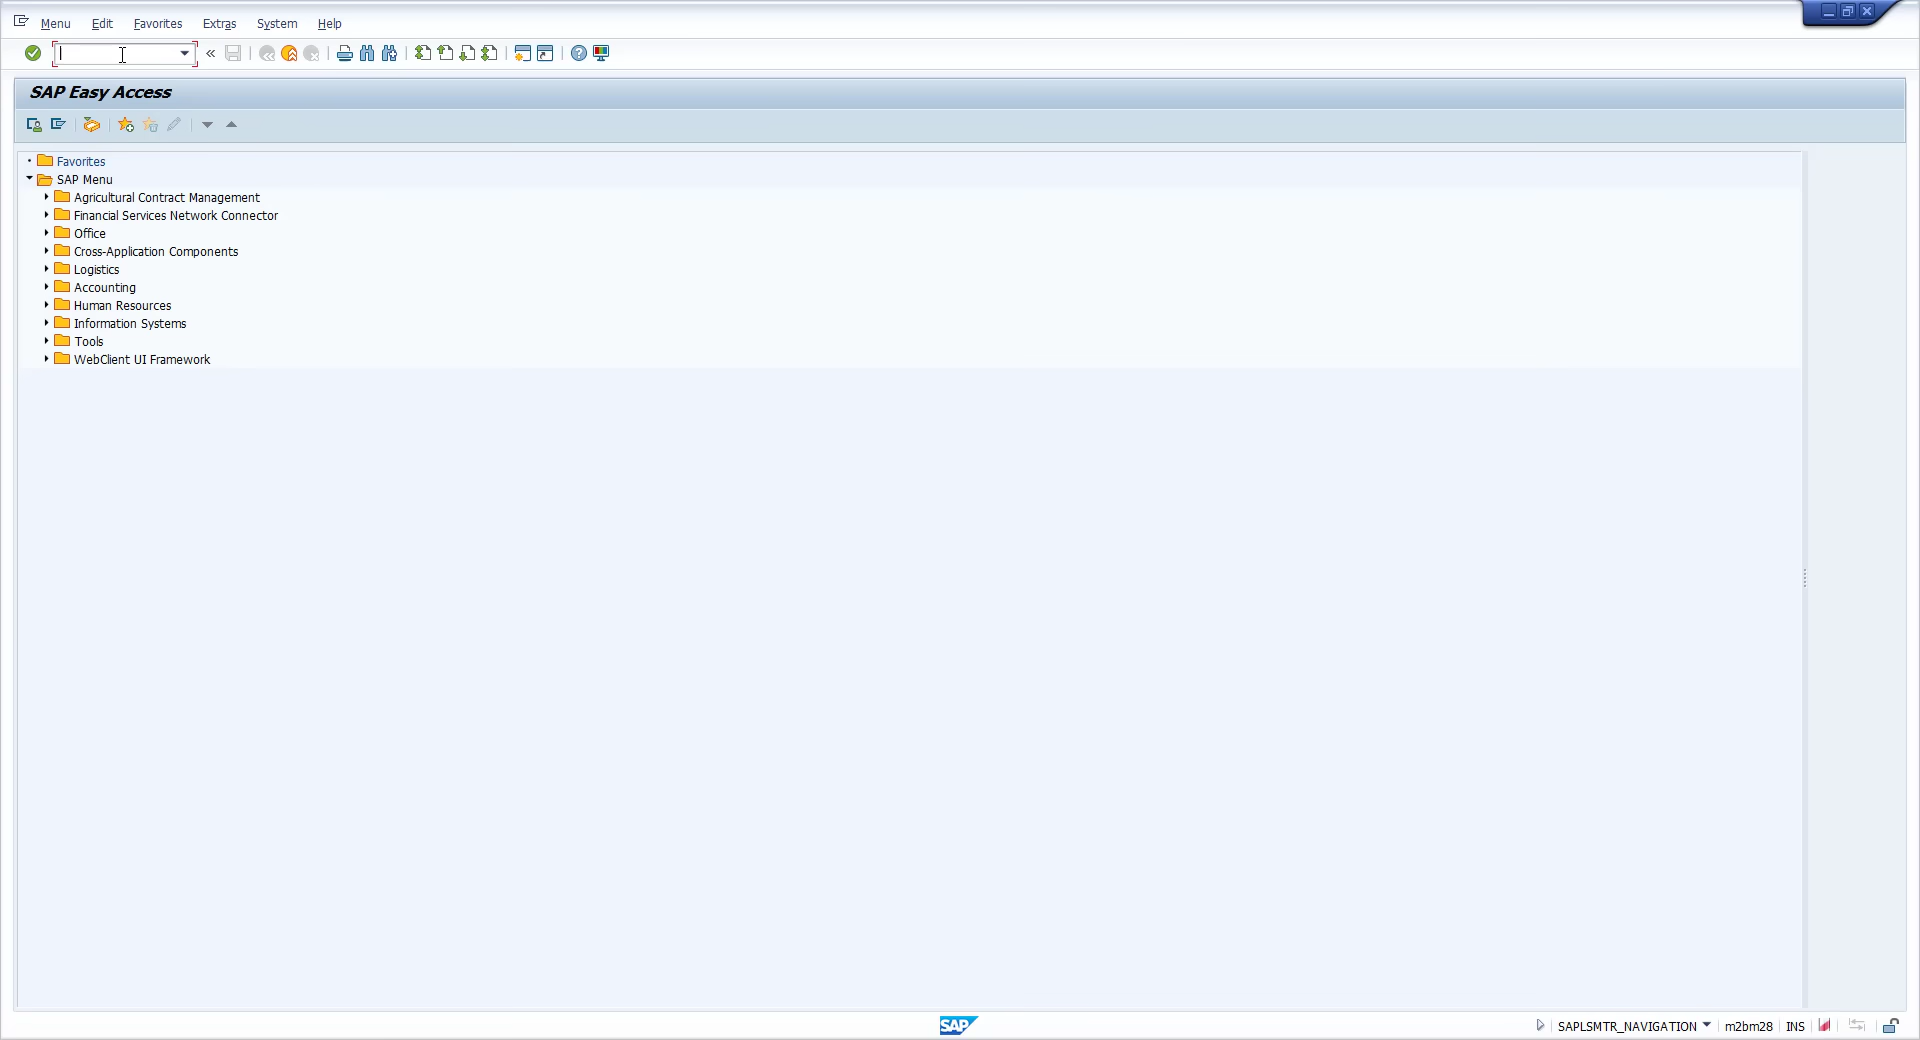 Menu Edit Favorites Extras System Help
SAP Easy Access
Favorites
SAP Menu
Agricultural Contract Management
Financial Services Network Connector
Office
Cross-Application Components
Logistics
Accounting
Human Resources
Information Systems
Tools
WebClient UI Framework
SAP SAPLSMTR_NAVIGATION m2bm28 INS